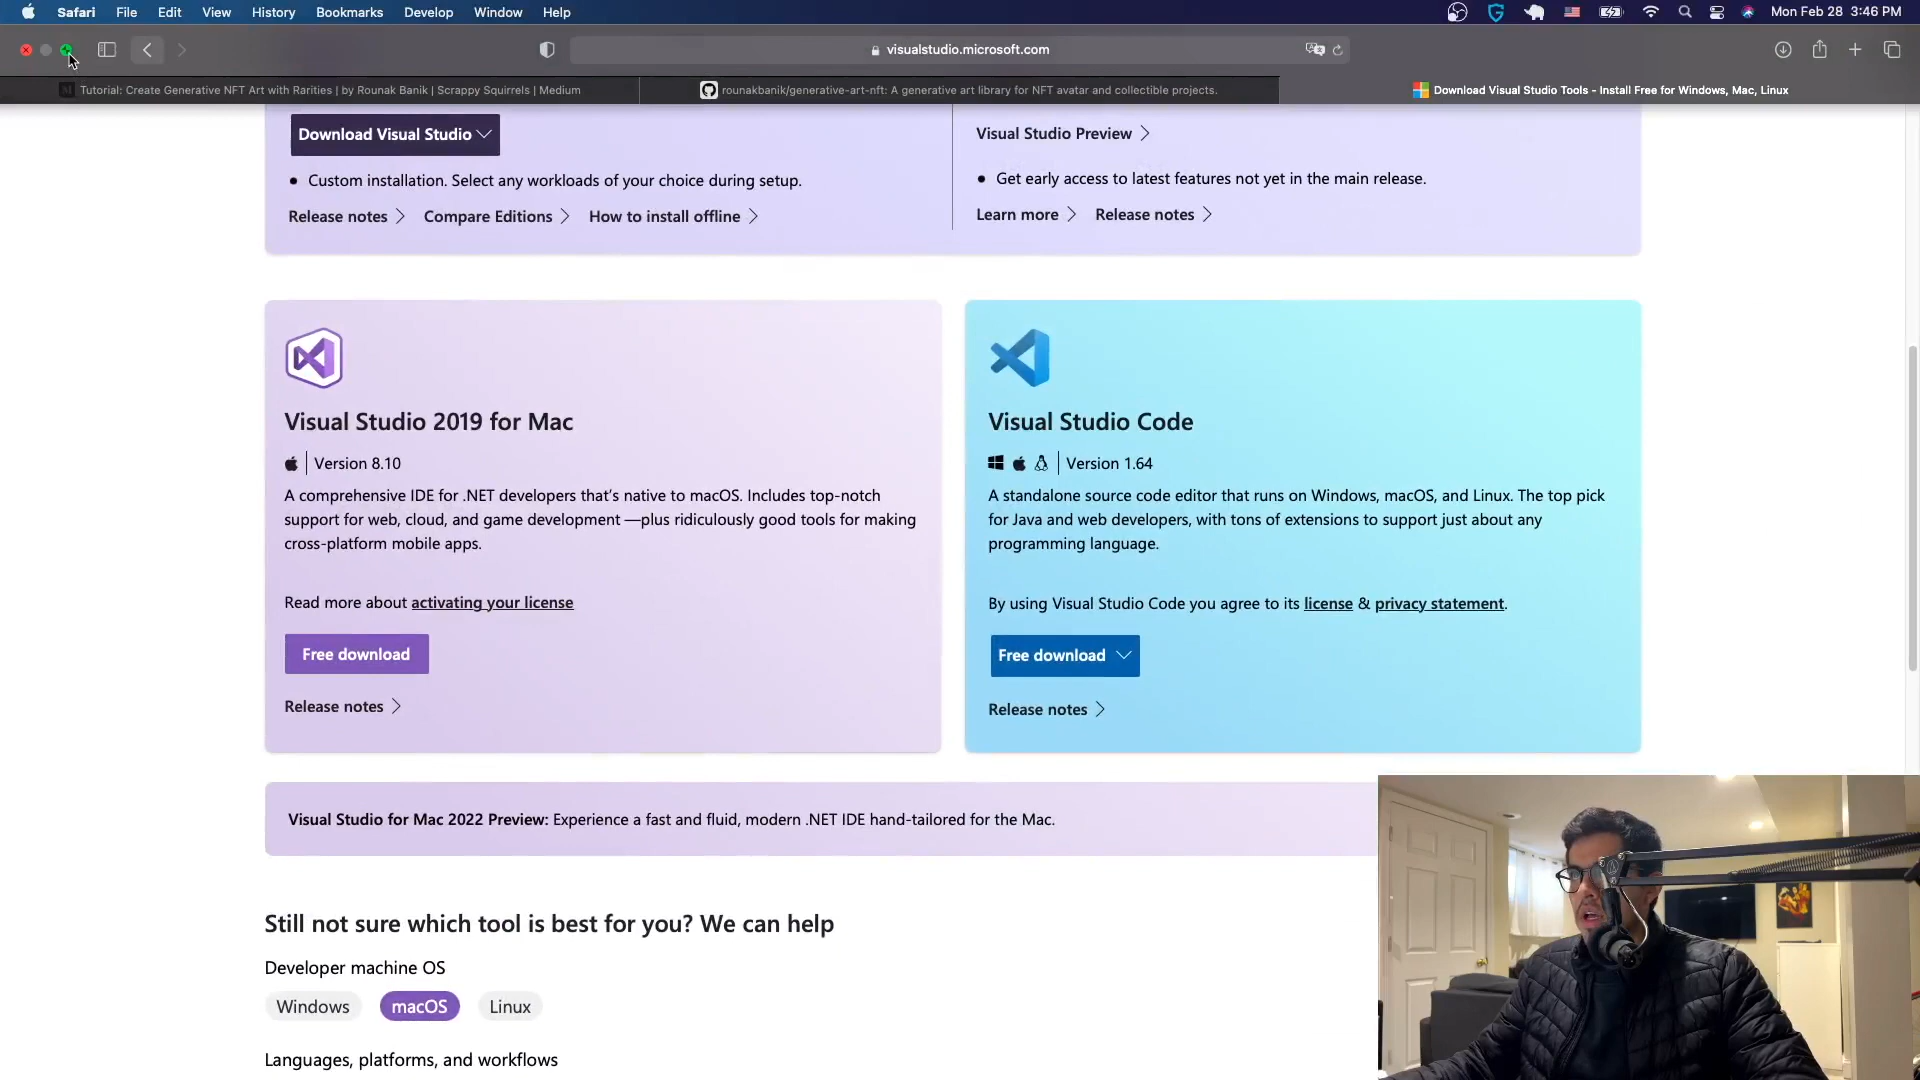 Safari File Edit View History Bookmarks Develop Window Help Mon Feb 28 3:46 PM
visualstudio.microsoft.com
Tutorial: Create Generative NFT Art with Rarities | by Rounak Banik | Scrappy Squirrels | Medium
rounakbanik/generative-art-nft: A generative art library for NFT avatar and collectible projects.
Download Visual Studio Tools - Install Free for Windows, Mac, Linux
Download Visual Studio
• Custom installation. Select any workloads of your choice during setup.
Release notes Compare Editions How to install offline
Visual Studio Preview
• Get early access to latest features not yet in the main release.
Learn more Release notes
Visual Studio 2019 for Mac
Version 8.10
A comprehensive IDE for .NET developers that’s native to macOS. Includes top-notch
support for web, cloud, and game development —plus ridiculously good tools for making
cross-platform mobile apps.
Read more about activating your license
Free download
Release notes
Visual Studio Code
Version 1.64
A standalone source code editor that runs on Windows, macOS, and Linux. The top pick
for Java and web developers, with tons of extensions to support just about any
programming language.
By using Visual Studio Code you agree to its license & privacy statement.
Free download
Release notes
Visual Studio for Mac 2022 Preview: Experience a fast and fluid, modern .NET IDE hand-tailored for the Mac.
Still not sure which tool is best for you? We can help
Developer machine OS
Windows macOS Linux
Languages, platforms, and workflows